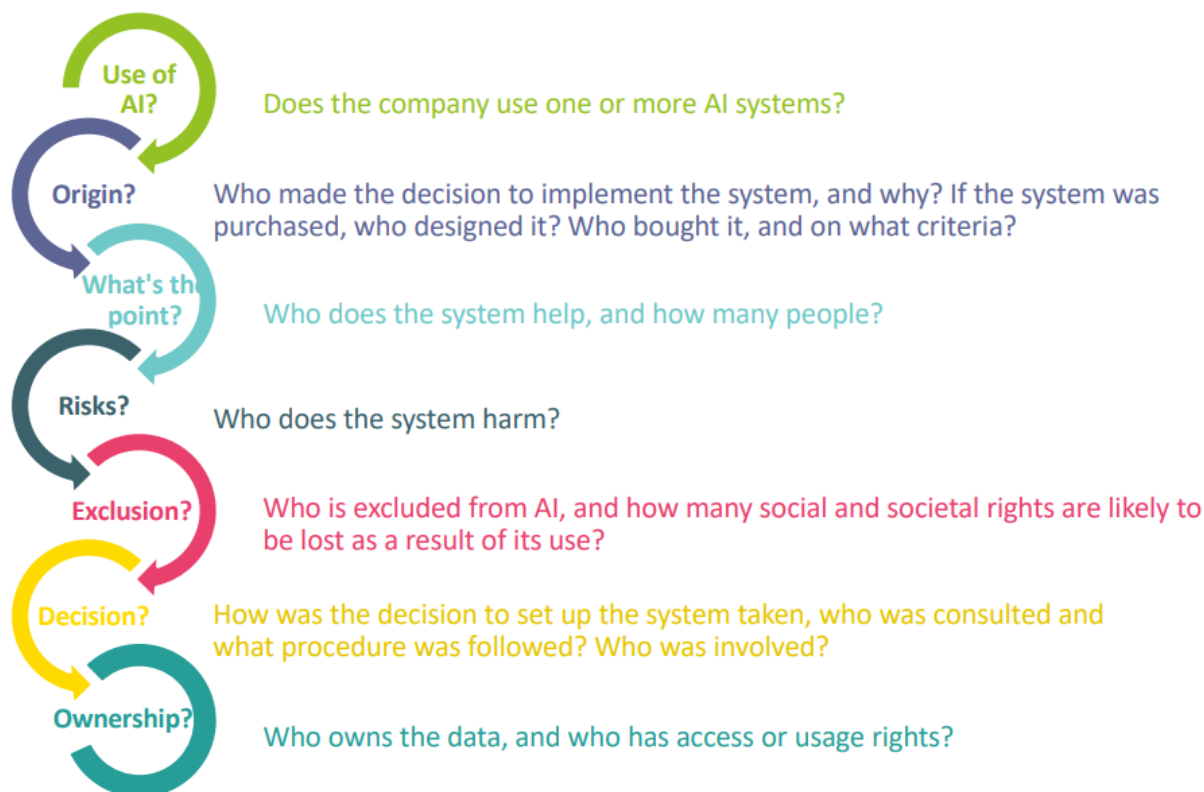 Use of
AI?
Does the company use one or more AI systems?
Origin?
Who made the decision to implement the system, and why? If the system was
purchased, who designed it? Who bought it, and on what criteria?
What's the
point?
Who does the system help, and how many people?
Risks?
Who does the system harm?
Exclusion?
Who is excluded from AI, and how many social and societal rights are likely to
be lost as a result of its use?
Decision?
How was the decision to set up the system taken, who was consulted and
what procedure was followed? Who was involved?
Ownership?
Who owns the data, and who has access or usage rights?